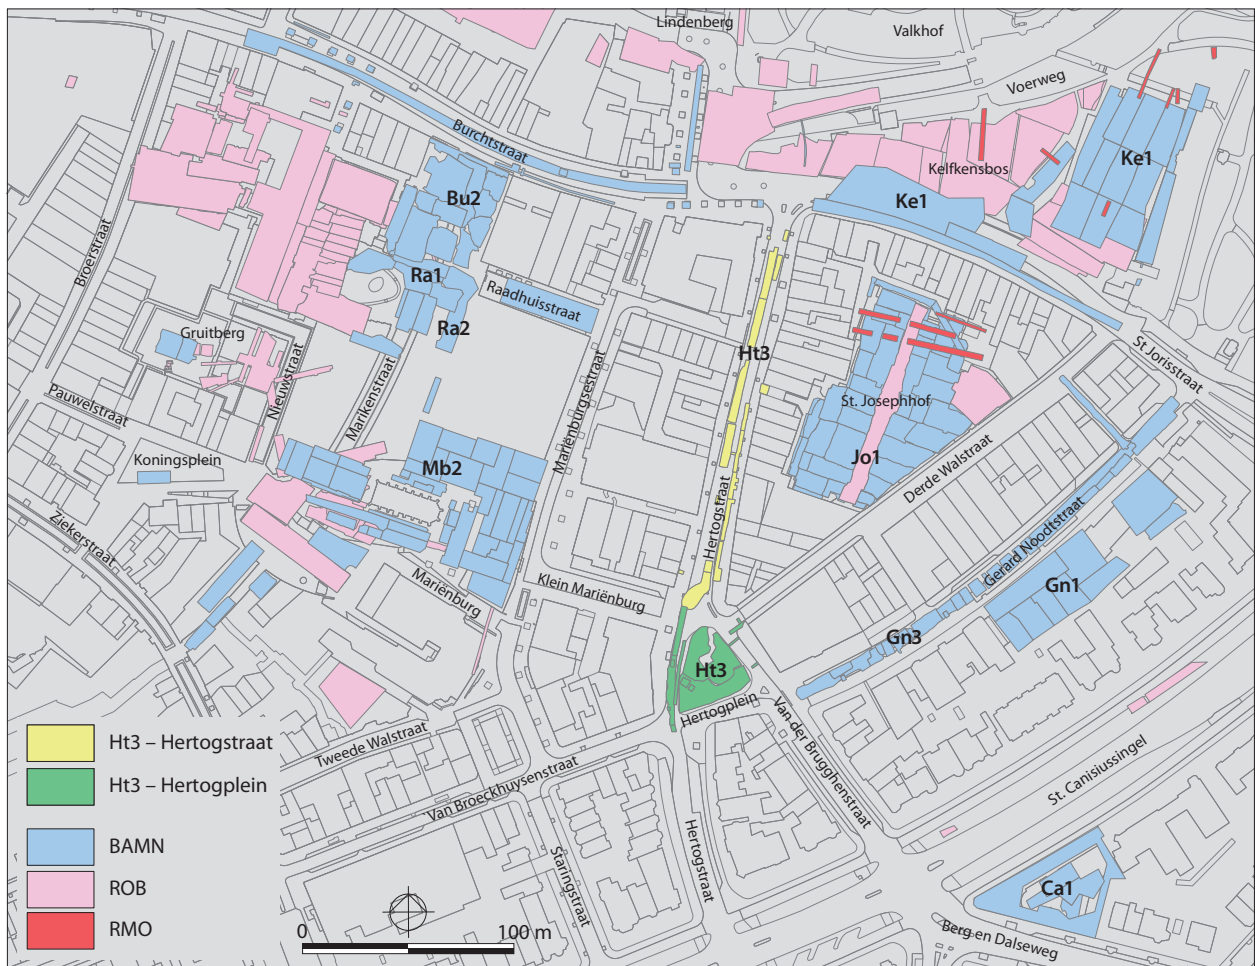 Lindenberg
Valkhof
Voerweg
Burchtstraat
Ke1
Kelfkensbos
Bu2
Ke1
Broerstraat
Ra1
Raadhuisstraat
Ra2
Gruitberg
Ht3
St Jorisstraat
Nieuwstraat
Marikenstraat
Mariënburgsestraat
St. Josephhof
Pauwelstraat
Koningsplein
Mb2
Jo1
Derde Walstraat
Ziekerstraat
Hertogstraat
Gerard Noodtstraat
Mariënburg
Klein Mariënburg
Gn1
Gn3
Ht3
Hertogplein
Van der Brugghenstraat
Tweede Walstraat
Van Broeckhuysenstraat
St. Canisiussingel
Staringstraat
Hertogstraat
Ca1
Berg en Dalseweg
Ht3 – Hertogstraat
Ht3 – Hertogplein
BAMN
ROB
RMO
0
100 m